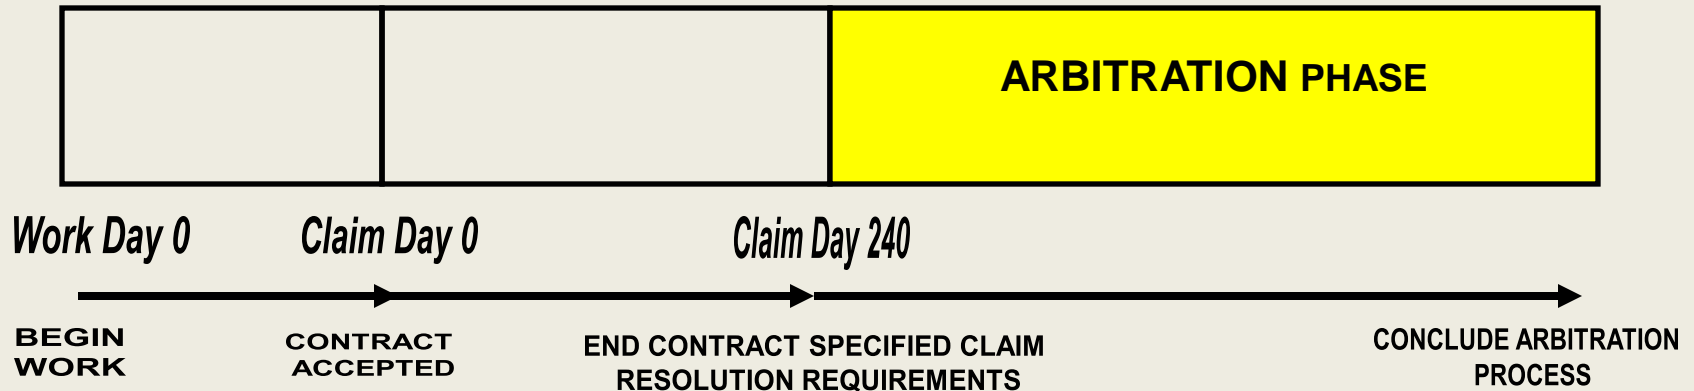 ARBITRATION PHASE
Work Day 0
Claim Day 0
Claim Day 240
BEGIN
WORK
CONTRACT
ACCEPTED
END CONTRACT SPECIFIED CLAIM
RESOLUTION REQUIREMENTS
CONCLUDE ARBITRATION
PROCESS